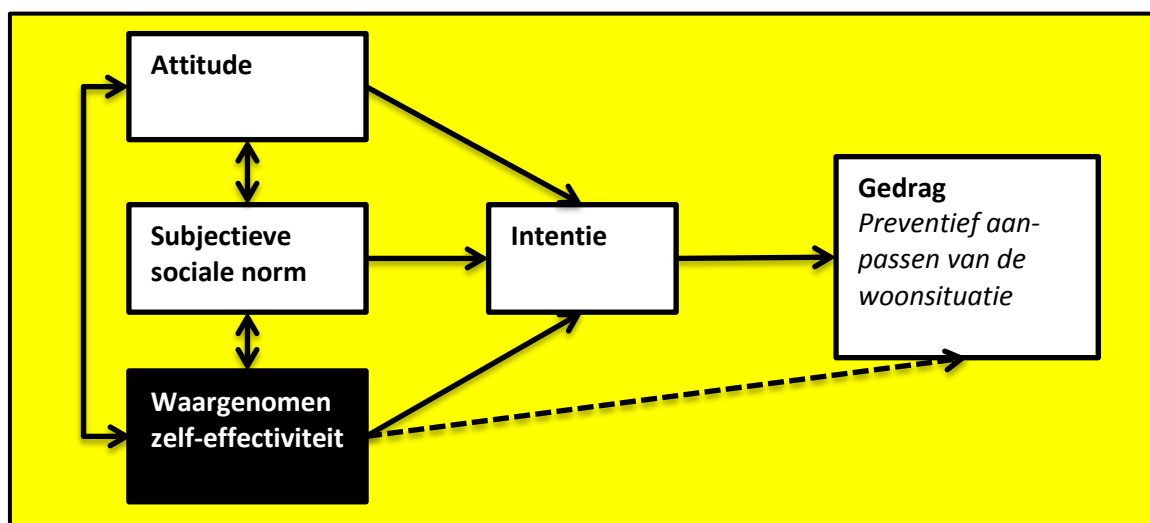 Attitude
Subjectieve
sociale norm
Intentie
Gedrag
Preventief aan-
passen van de
woonsituatie
Waargenomen
zelf-effectiviteit